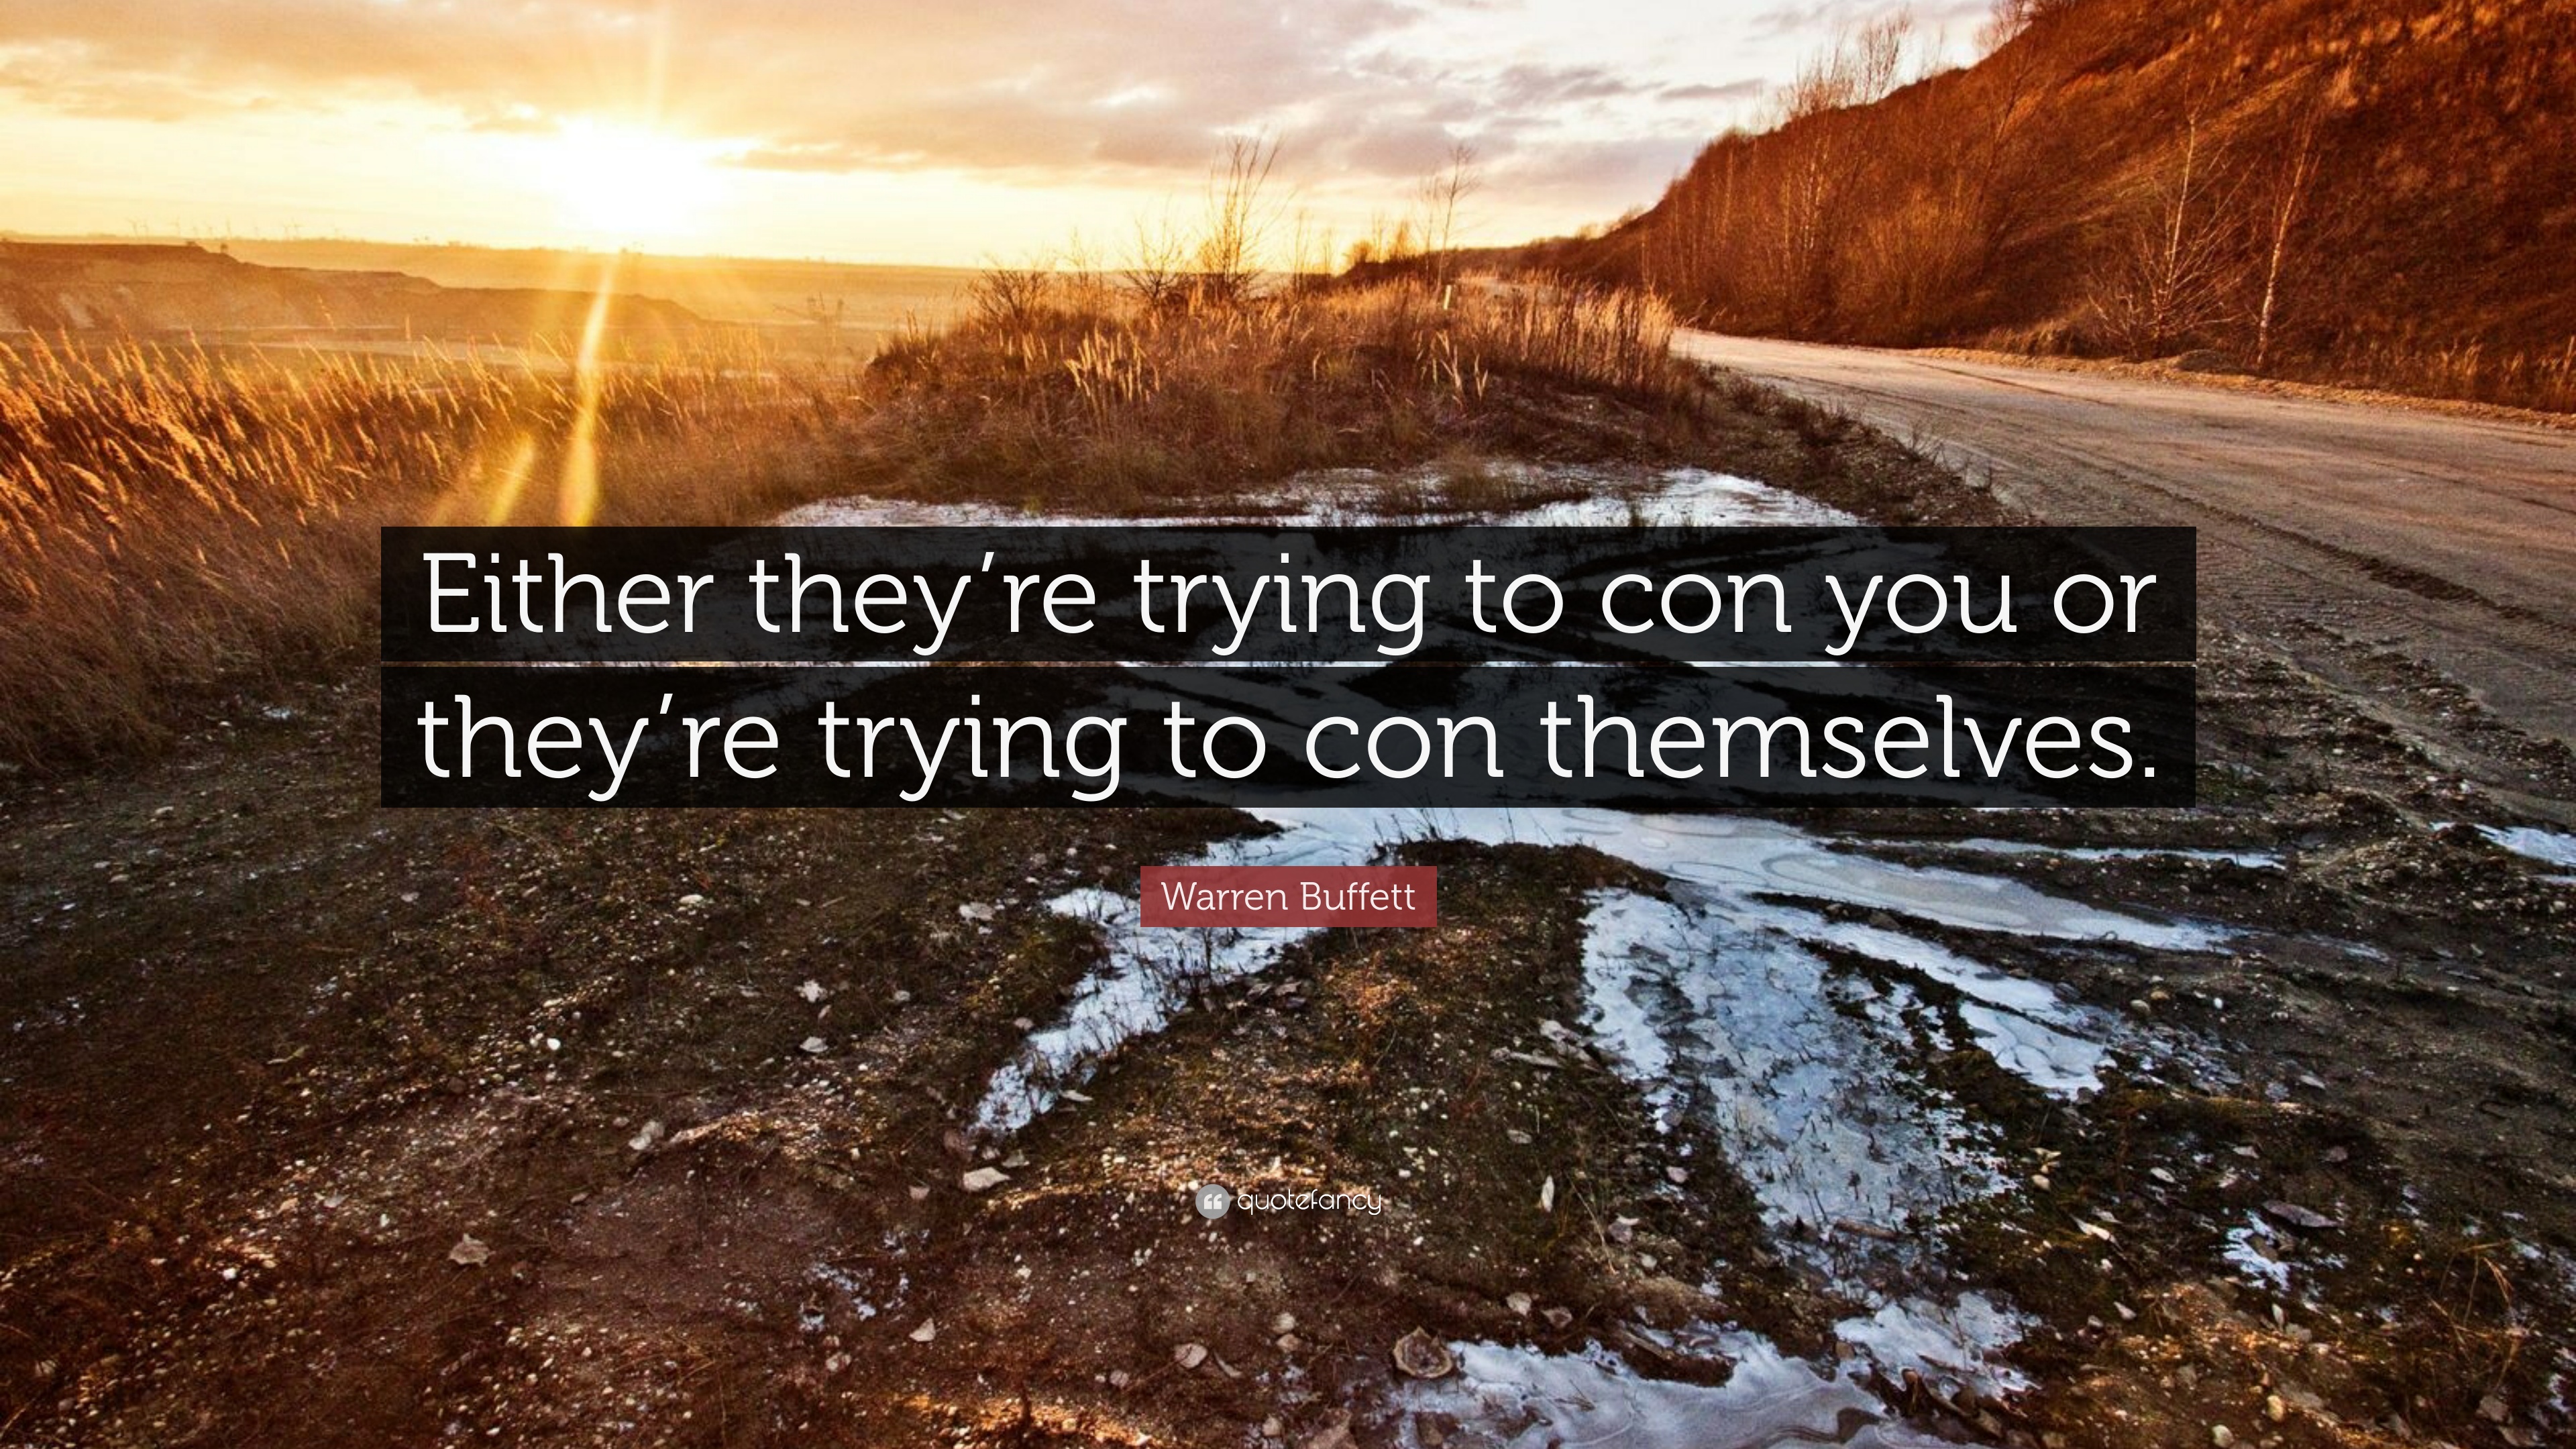 Either they’re trying to con you or
they’re trying to con themselves.
Warren Buffett
quotefancy